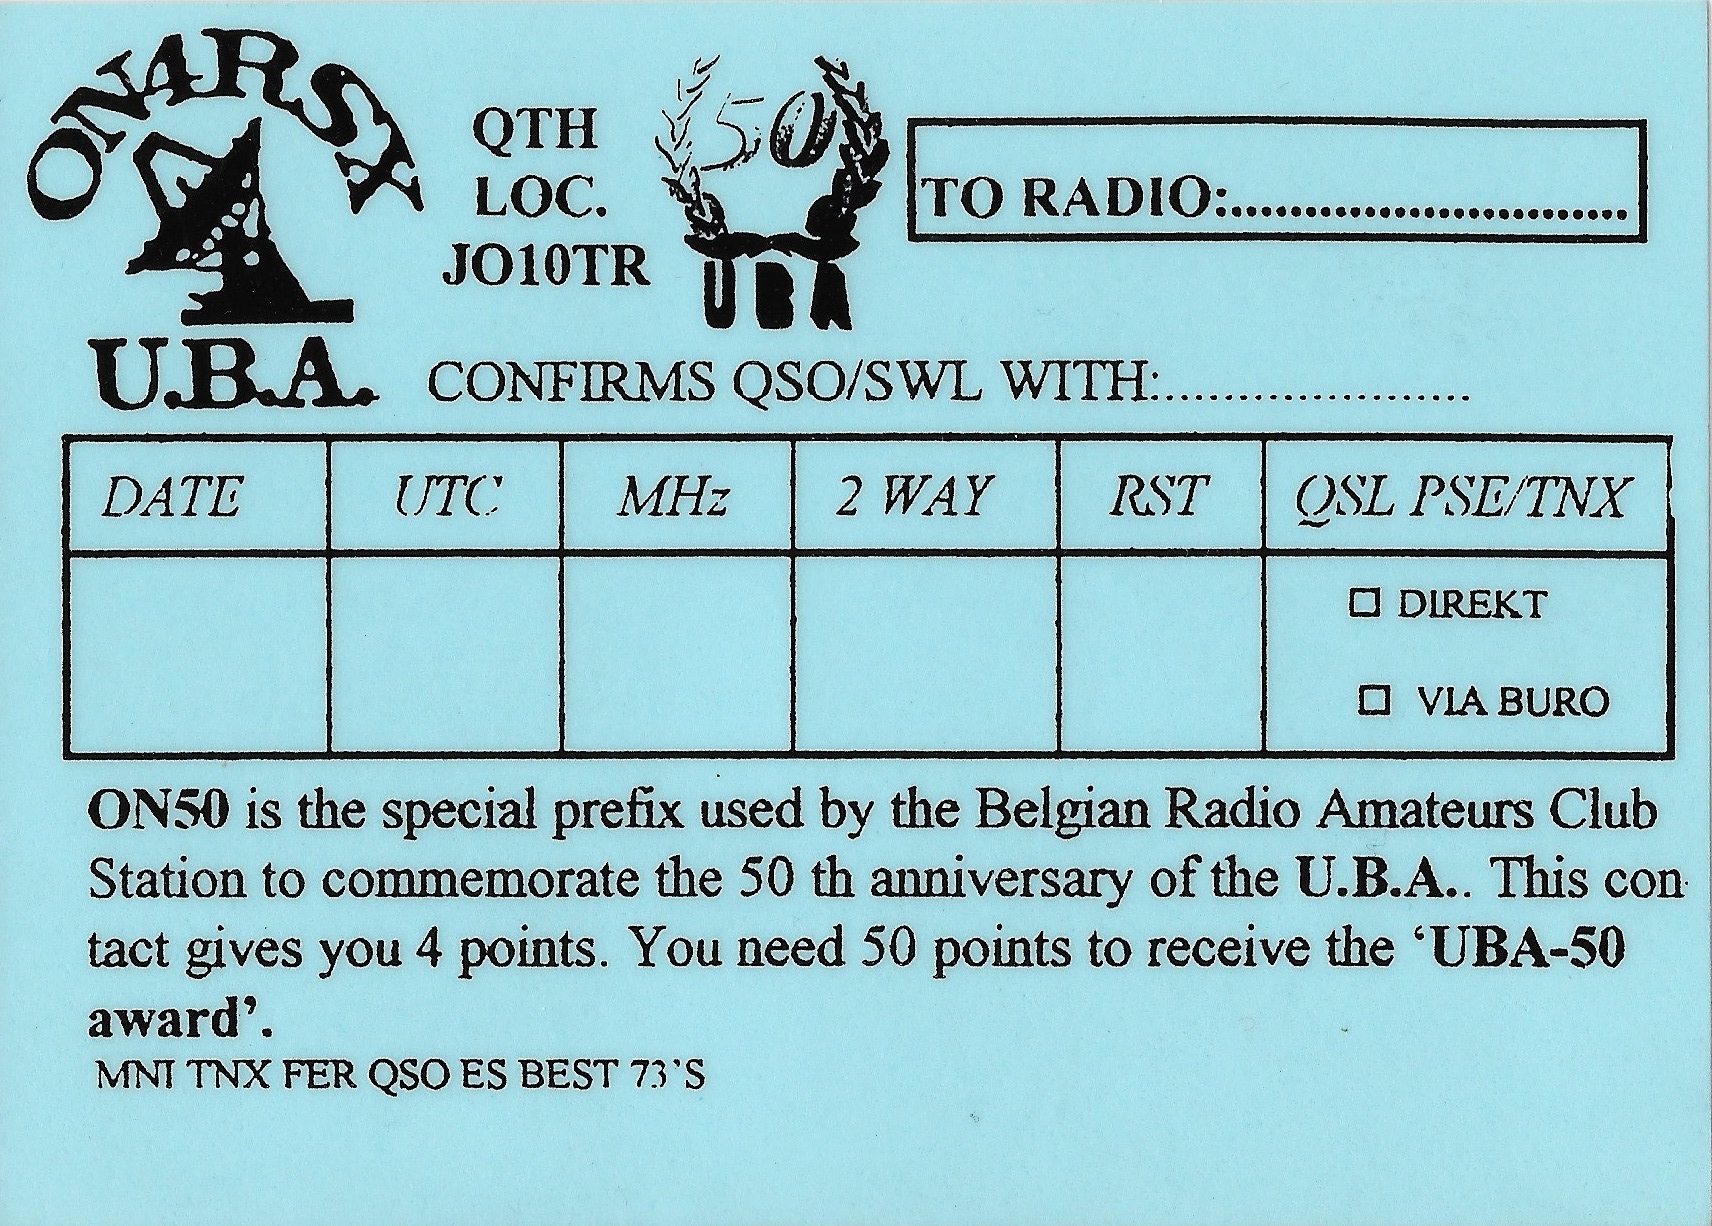 ON4RSX
U.B.A.
QTH
LOC.
JO10TR
50
UBA
TO RADIO:............................
CONFIRMS QSO/SWL WITH:......................
DATE UTC MHz 2 WAY RST QSL PSE/TNX
□ DIREKT
□ VIA BURO
ON50 is the special prefix used by the Belgian Radio Amateurs Club
Station to commemorate the 50 th anniversary of the U.B.A.. This con-
tact gives you 4 points. You need 50 points to receive the ‘UBA-50
award’.
MNI TNX FER QSO ES BEST 73'S